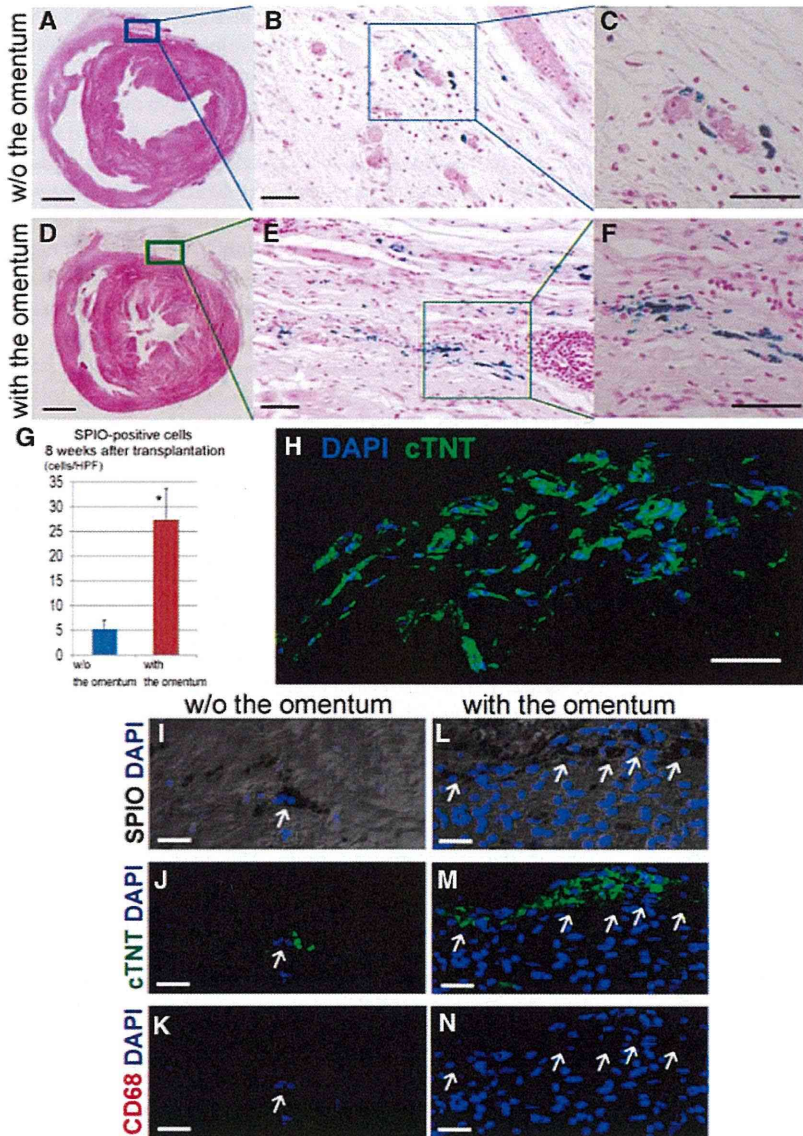 A
B
C
w/o the omentum
D
E
F
with the omentum
G
SPIO-positive cells
8 weeks after transplantation
(cells/HPF)
35
30
25
20
15
10
5
0
*
w/o
the omentum
with
the omentum
H
DAPI cTNT
w/o the omentum
with the omentum
I
L
SPIO DAPI
J
M
cTNT DAPI
K
N
CD68 DAPI